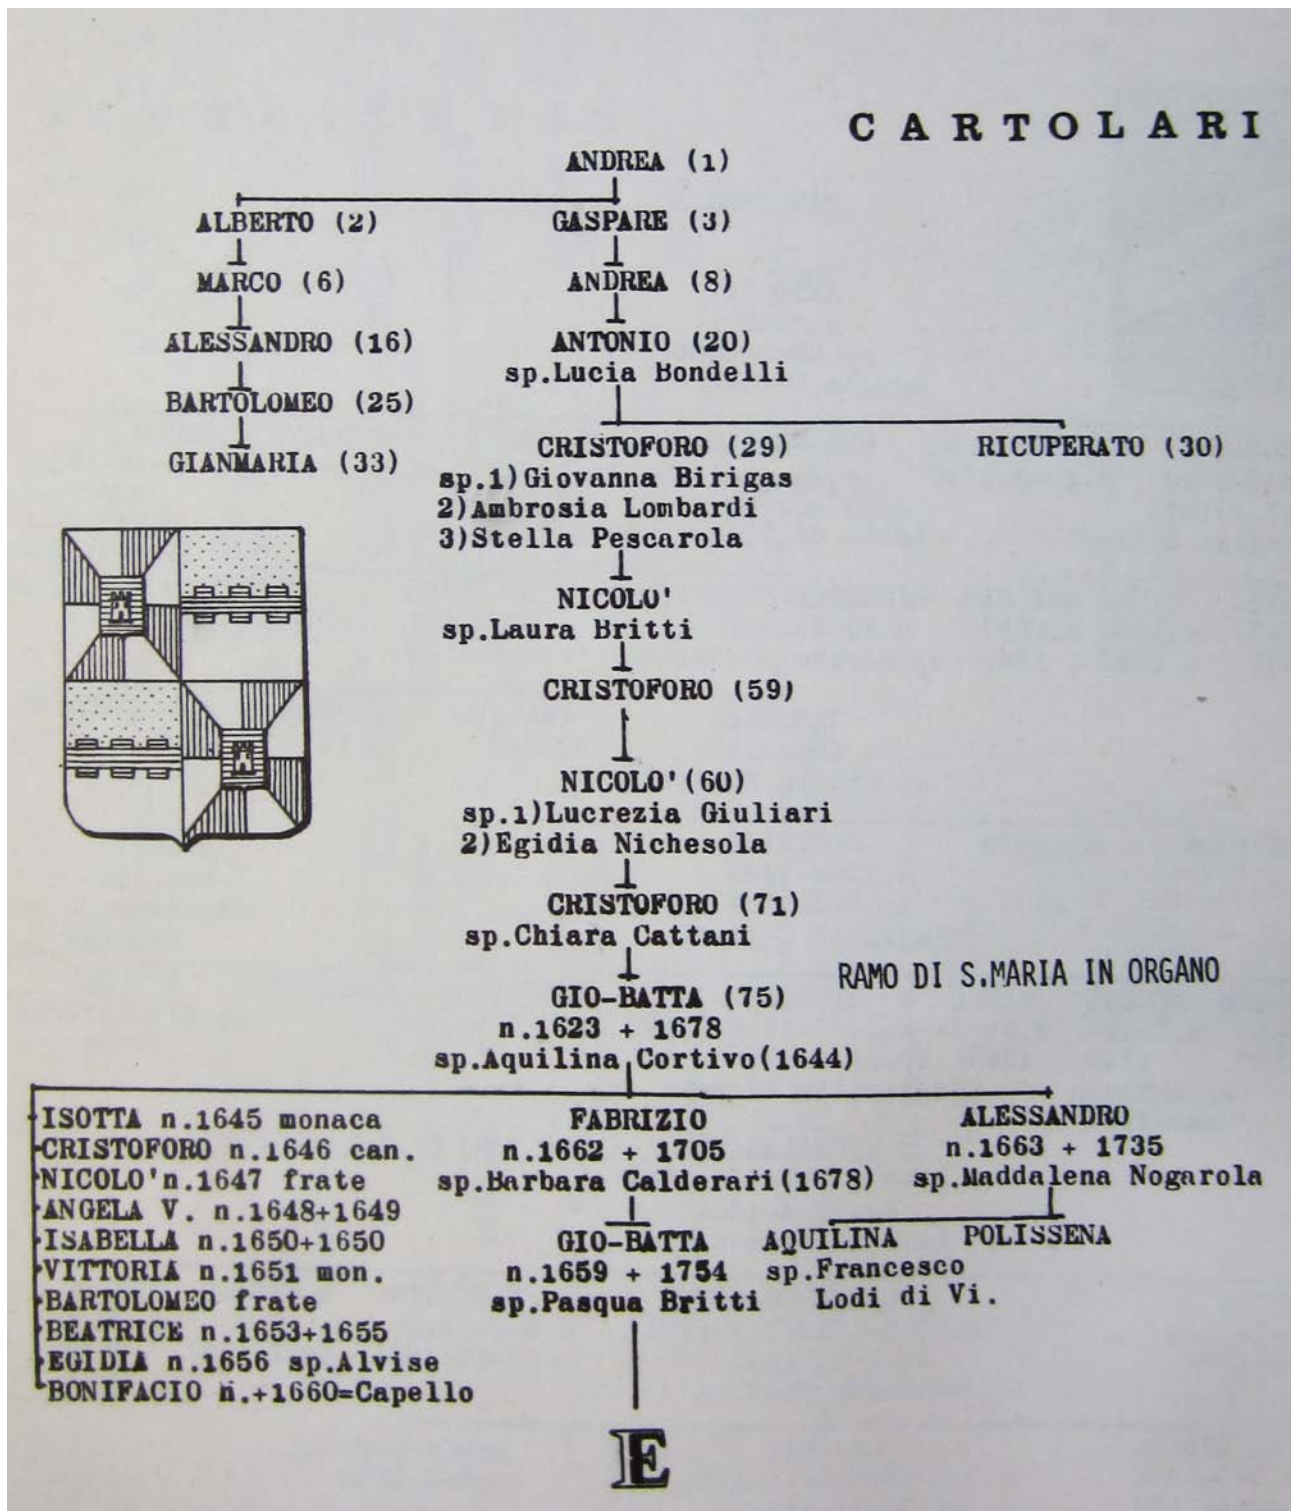 CARTOLARI
ANDREA (1)
ALBERTO (2)
GASPARE (3)
MARCO (6)
ANDREA (8)
ALESSANDRO (16)
ANTONIO (20)
sp.Lucia Bondelli
BARTOLOMEO (25)
GIANMARIA (33)
CRISTOFORO (29)
RICUPERATO (30)
sp.1)Giovanna Birigas
2)Ambrosia Lombardi
3)Stella Pescarola
NICOLO'
sp.Laura Britti
CRISTOFORO (59)
NICOLO'(60)
sp.1)Lucrezia Giuliari
2)Egidia Nichesola
CRISTOFORO (71)
sp.Chiara Cattani
RAMO DI S.MARIA IN ORGANO
GIO-BATTA (75)
n.1623 + 1678
sp.Aquilina Cortivo(1644)
ISOTTA n.1645 monaca
CRISTOFORO n.1646 can.
NICOLO'n.1647 frate
ANGELA V. n.1648+1649
ISABELLA n.1650+1650
VITTORIA n.1651 mon.
BARTOLOMEO frate
BEATRICE n.1653+1655
EGIDIA n.1656 sp.Alvise
BONIFACIO n.+1660=Capello
FABRIZIO
n.1662 + 1705
sp.Barbara Calderari(1678)
GIO-BATTA
n.1659 + 1754
sp.Pasqua Britti
ALESSANDRO
n.1663 + 1735
sp.Maddalena Nogarola
AQUILINA
sp.Francesco
Lodi di Vi.
POLISSENA
E